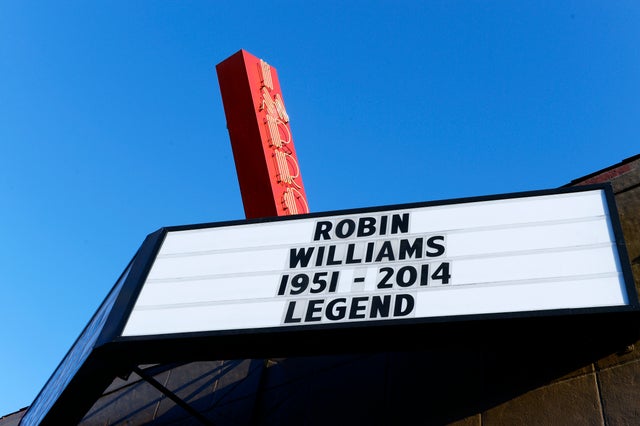 ROBIN
WILLIAMS
1951 - 2014
LEGEND